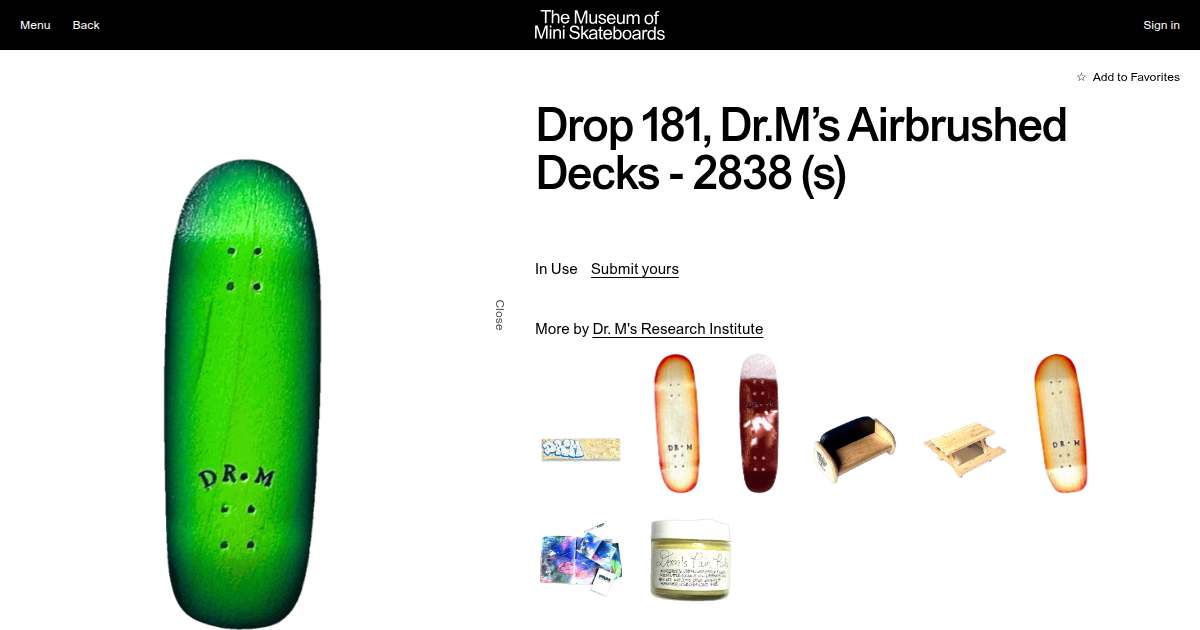 Menu
Back
The Museum of
Mini Skateboards
Sign in
☆ Add to Favorites
Drop 181, Dr.M’s Airbrushed
Decks - 2838 (s)
DR•M
In Use
Submit yours
Close
More by Dr. M's Research Institute
DR•M
DR•M